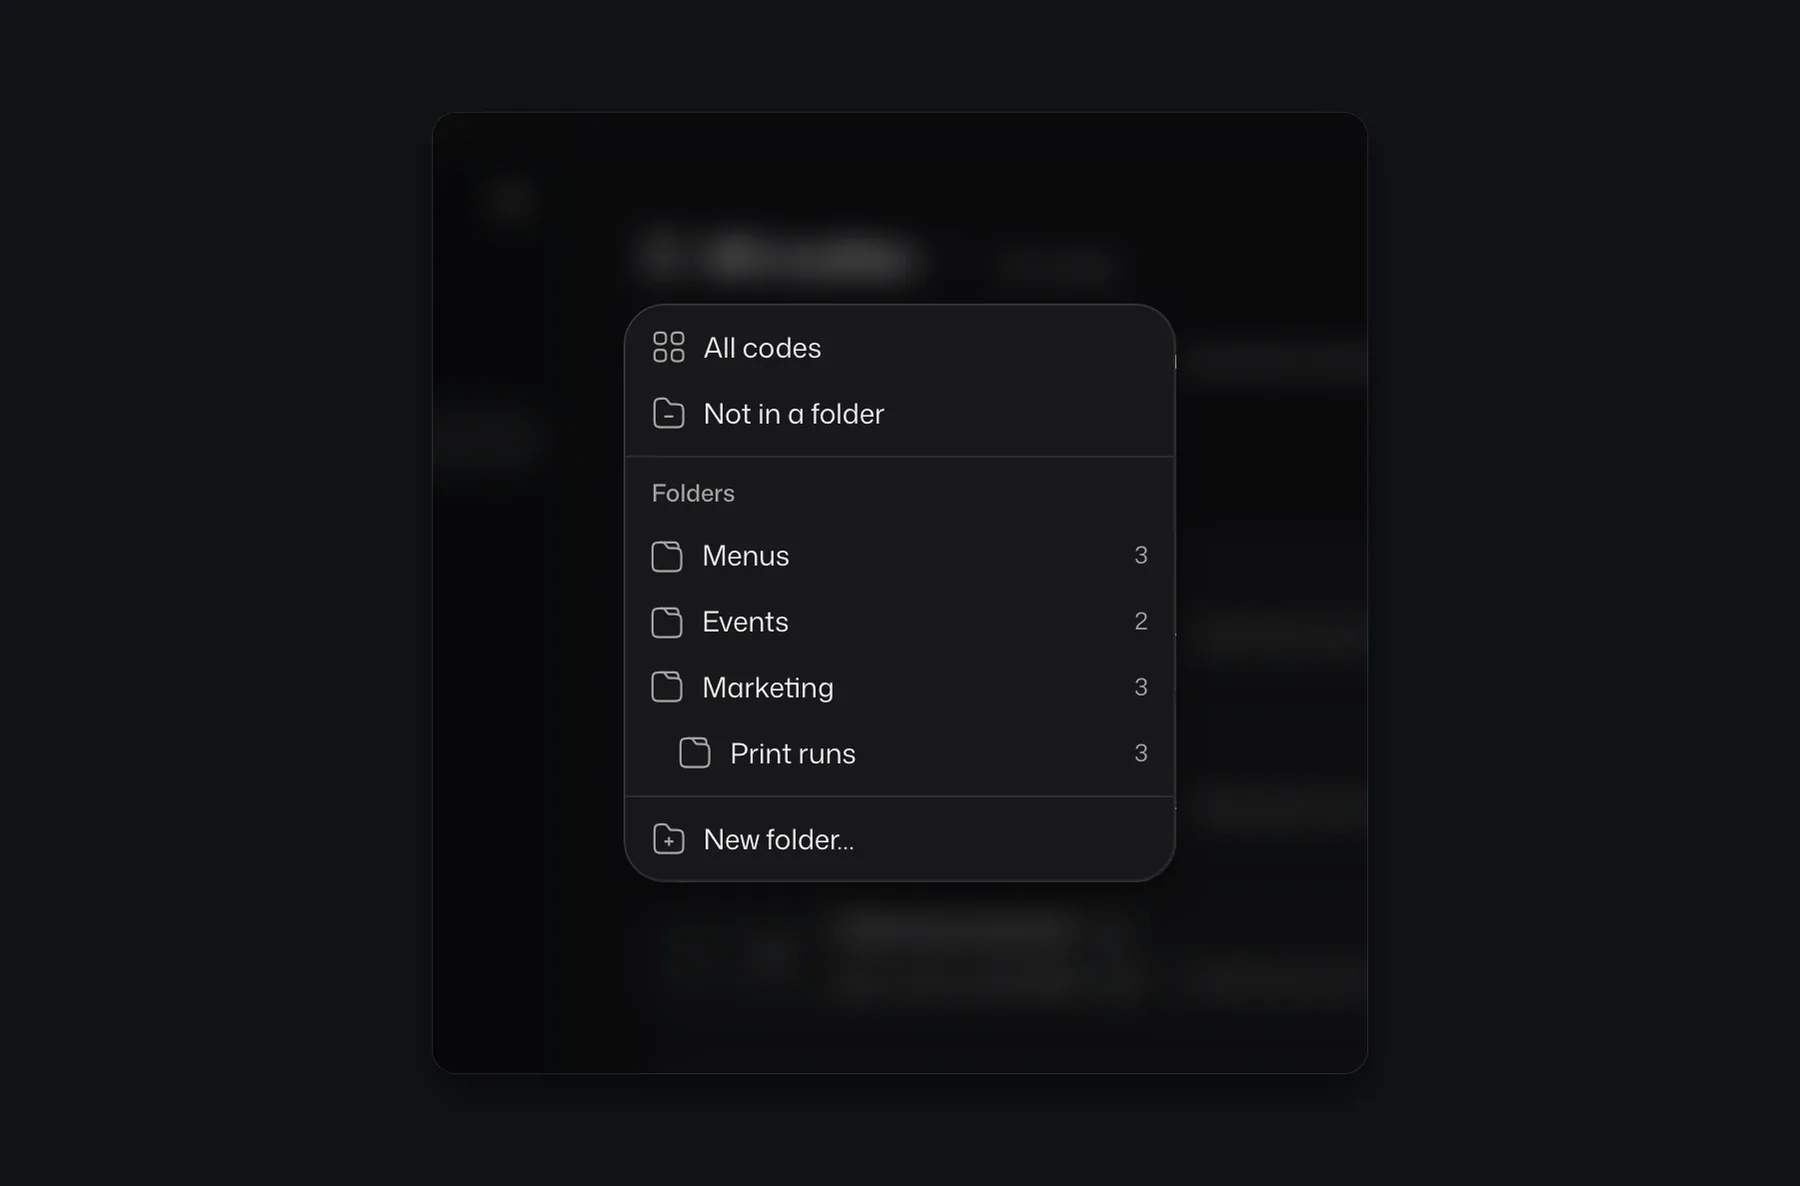 All codes
Not in a folder
Folders
Menus 3
Events 2
Marketing 3
Print runs 3
New folder...